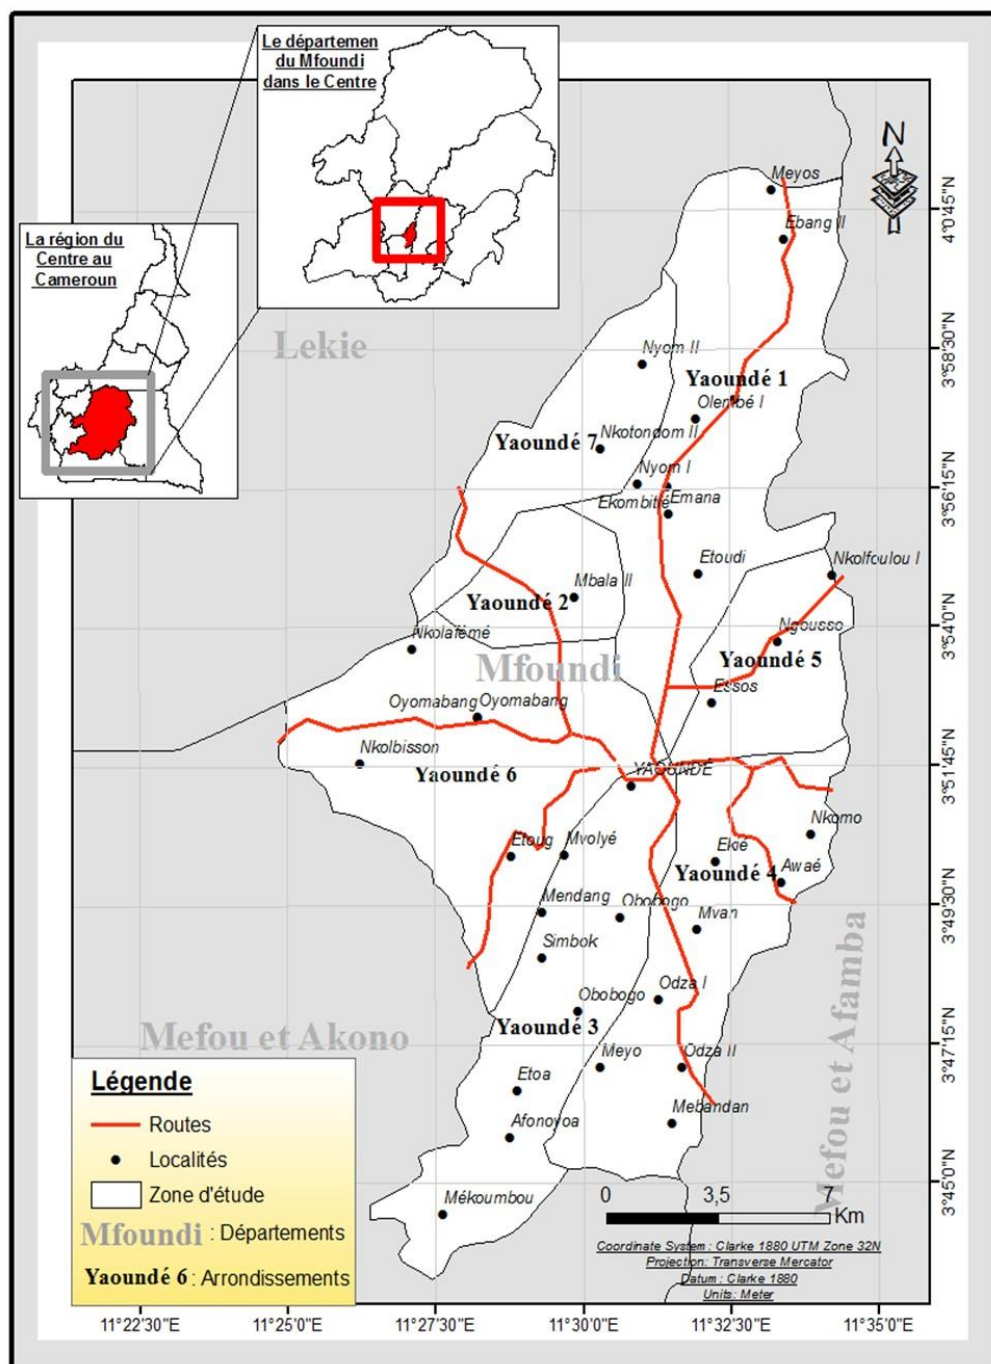 Le départemen
du Mfoundi
dans le Centre
La région du
Centre au
Cameroun
N
Meyos
Ebang II
4°0'45"N
Lekie
Nyom II
3°58'30"N
Yaoundé 1
Olembé I
Yaoundé 7
Nkotondom II
Nyom I
3°56'15"N
Ekombitié
Emana
Etoudi
Nkolfoulou I
Mbala II
Yaoundé 2
Ngousso
3°54'0"N
Nkolafémé
Mfoundi
Yaoundé 5
Essos
Oyomabang
Oyomabang
Nkolbisson
Yaoundé 6
YAOUNDÉ
3°51'45"N
Nkomo
Etoug
Mvolyé
Ekié
Yaoundé 4
Awaé
Mendang
Obobogo
Mvan
3°49'30"N
Simbok
Odza I
Obobogo
Yaoundé 3
Mefou et Akono
Mefou et Afamba
3°47'15"N
Meyo
Odza II
Etoa
Mebandan
Afonoyoa
3°45'0"N
Mékoumbou
Légende
Routes
Localités
Zone d'étude
Mfoundi : Départements
Yaoundé 6 : Arrondissements
0 3,5 7
Km
Coordinate System : Clarke 1880 UTM Zone 32N
Projection: Transverse Mercator
Datum : Clarke 1880
Units: Meter
11°22'30"E 11°25'0"E 11°27'30"E 11°30'0"E 11°32'30"E 11°35'0"E